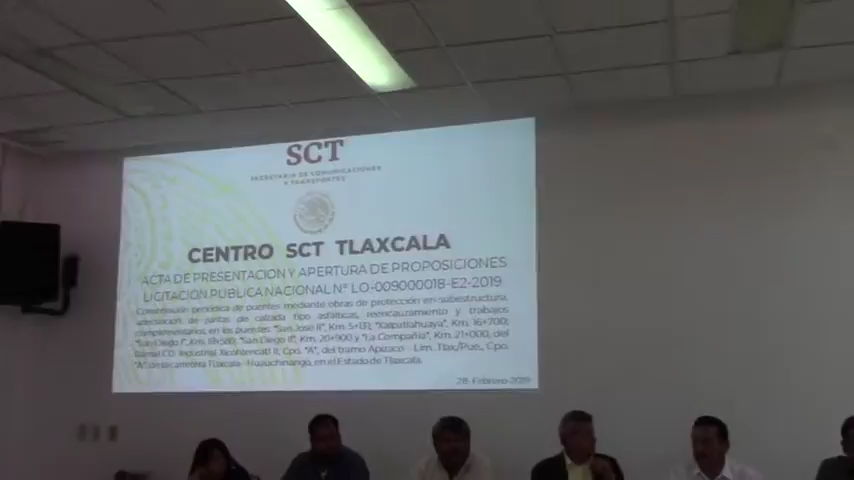 SCT
SECRETARÍA DE COMUNICACIONES
Y TRANSPORTES
CENTRO SCT TLAXCALA
ACTA DE PRESENTACION Y APERTURA DE PROPOSICIONES
LICITACIÓN PUBLICA NACIONAL N° LO-009000018-E2-2019
Conservación periódica de puentes mediante obras de protección en subestructura,
adecuación de juntas de calzada tipo asfálticas, reencauzamiento y trabajos
complementarios, en los puentes: "San José II", Km. 5+131, "Xalpatlahuaya", Km. 16+700;
"San Diego I", Km. "San Diego II", Km. 20+900 y "La Compañía", Km. 21+000, del
Ramal CD. Industrial Xicohténcatl II, Cpo. "A", del tramo Apizaco - Lim. Tlax/Pue., Cpo.
"A", de la carretera Tlaxcala - Huauchinango, en el Estado de Tlaxcala.
28-Febrero-2019